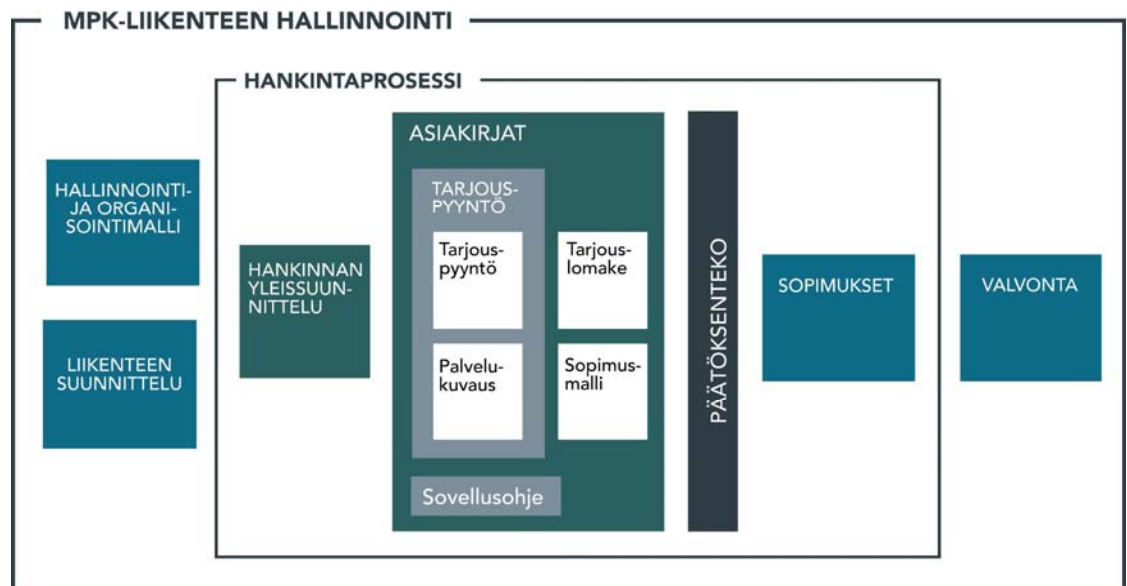 MPK-LIIKENTEEN HALLINNOINTI
HANKINTAPROSESSI
HALLINNOINTI-
JA ORGANI-
SOINTIMALLI
LIIKENTEEN
SUUNNITTELU
HANKINNAN
YLEISSUUN-
NITTELU
ASIAKIRJAT
TARJOUS-
PYYNTÖ
Tarjous-
pyyntö
Palvelu-
kuvaus
Tarjous-
lomake
Sopimus-
malli
Sovellusohje
PÄÄTÖKSENTEKO
SOPIMUKSET
VALVONTA